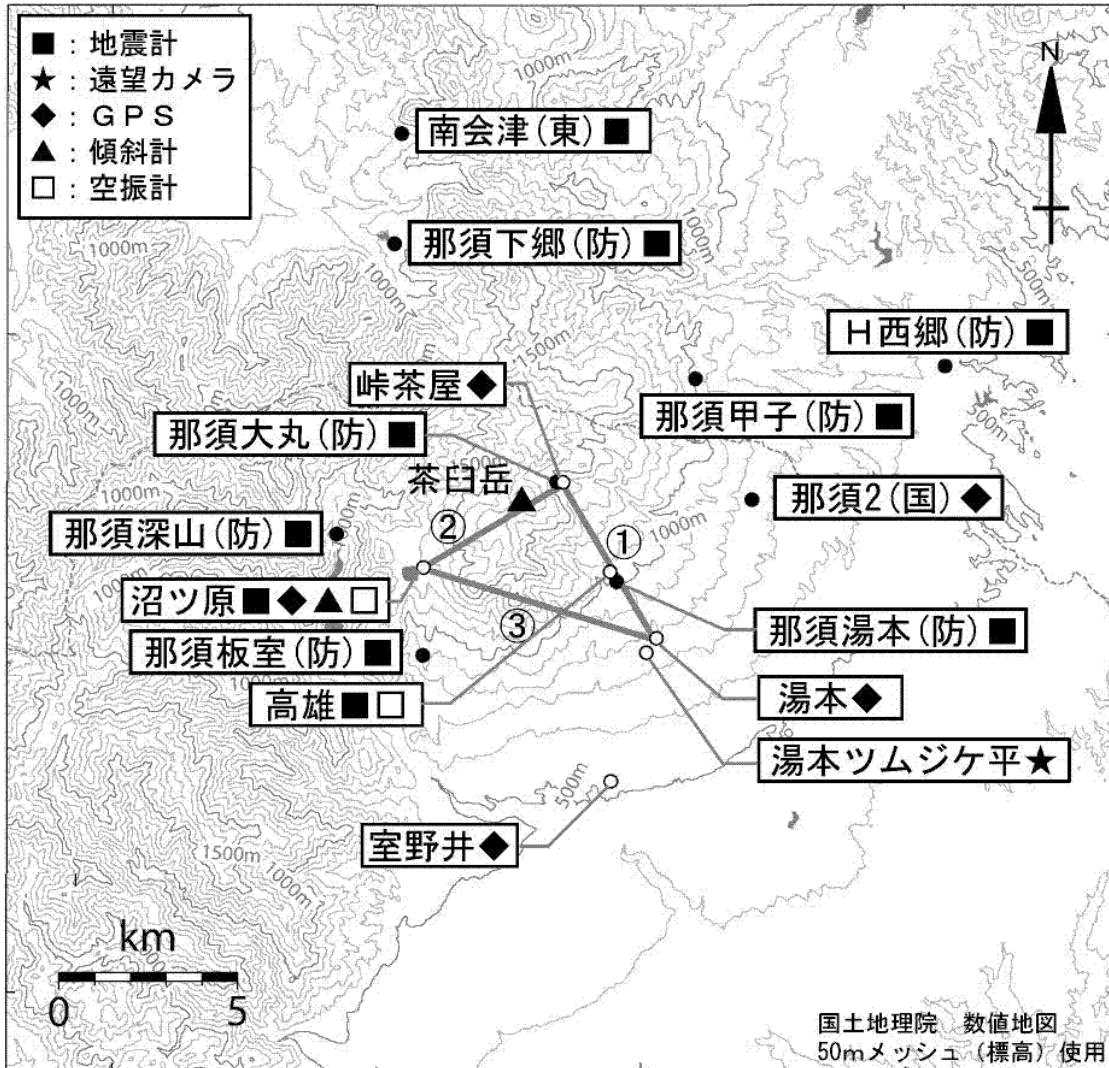 ■：地震計
★：遠望カメラ
◆：ＧＰＳ
▲：傾斜計
□：空振計
N
1000m
南会津(東)■
1000m
那須下郷(防)■
1000m
1000m
500m
H西郷(防)■
1500m
峠茶屋◆
1000m
那須甲子(防)■
500m
那須大丸(防)■
茶臼岳
1000m
那須2(国)◆
②
①
1000m
那須深山(防)■
沼ツ原■◆▲□
③
那須湯本(防)■
那須板室(防)■
1000m
高雄■□
湯本◆
湯本ツムジケ平★
500m
室野井◆
1500m
1000m
km
0
5
国土地理院　数値地図
50mメッシュ（標高）使用